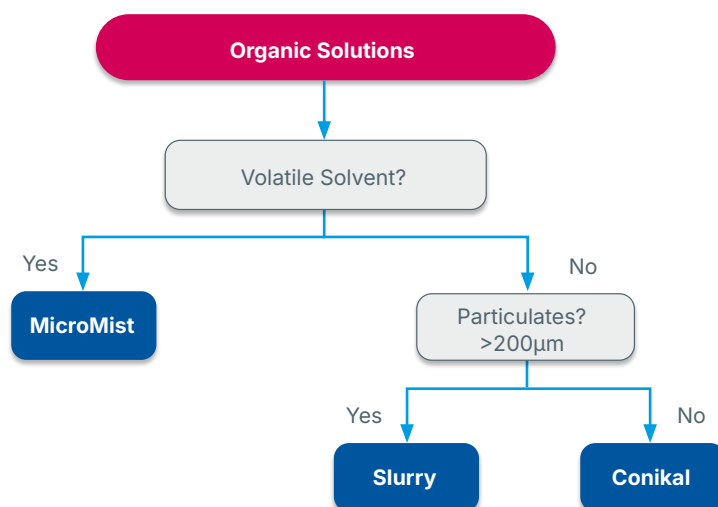 Organic Solutions
Volatile Solvent?
Yes
No
MicroMist
Particulates?
>200µm
Yes
No
Slurry
Conikal